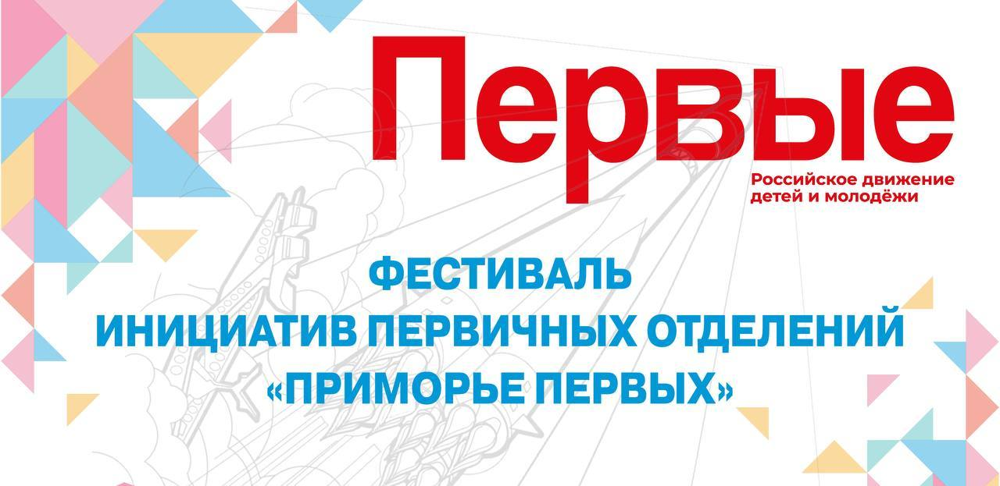 Первые
Российское движение
детей и молодёжи
ФЕСТИВАЛЬ
ИНИЦИАТИВ ПЕРВИЧНЫХ ОТДЕЛЕНИЙ
«ПРИМОРЬЕ ПЕРВЫХ»